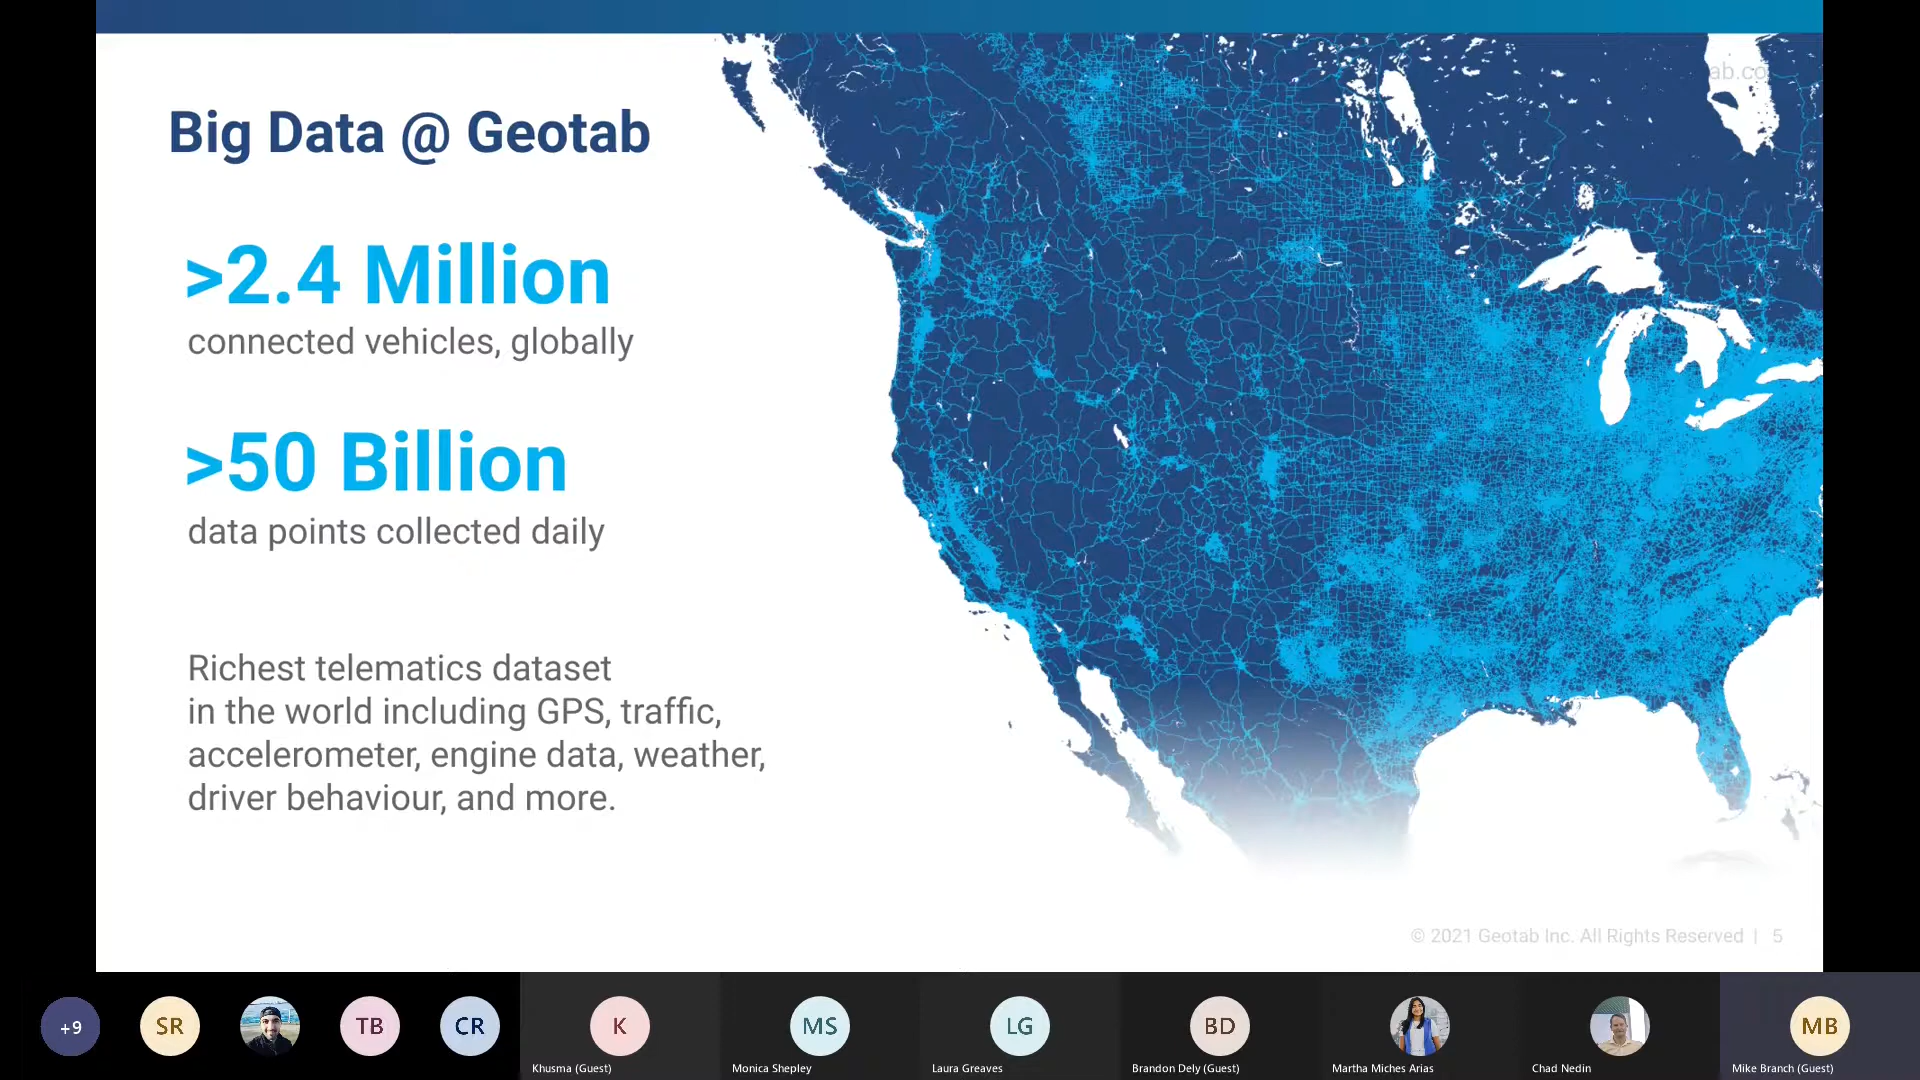 ab.co
Big Data @ Geotab
>2.4 Million
connected vehicles, globally
>50 Billion
data points collected daily
Richest telematics dataset
in the world including GPS, traffic,
accelerometer, engine data, weather,
driver behaviour, and more.
© 2021 Geotab Inc. All Rights Reserved | 5
+9
SR
TB
CR
K
MS
LG
BD
MB
Khusma (Guest)
Monica Shepley
Laura Greaves
Brandon Dely (Guest)
Martha Miches Arias
Chad Nedin
Mike Branch (Guest)